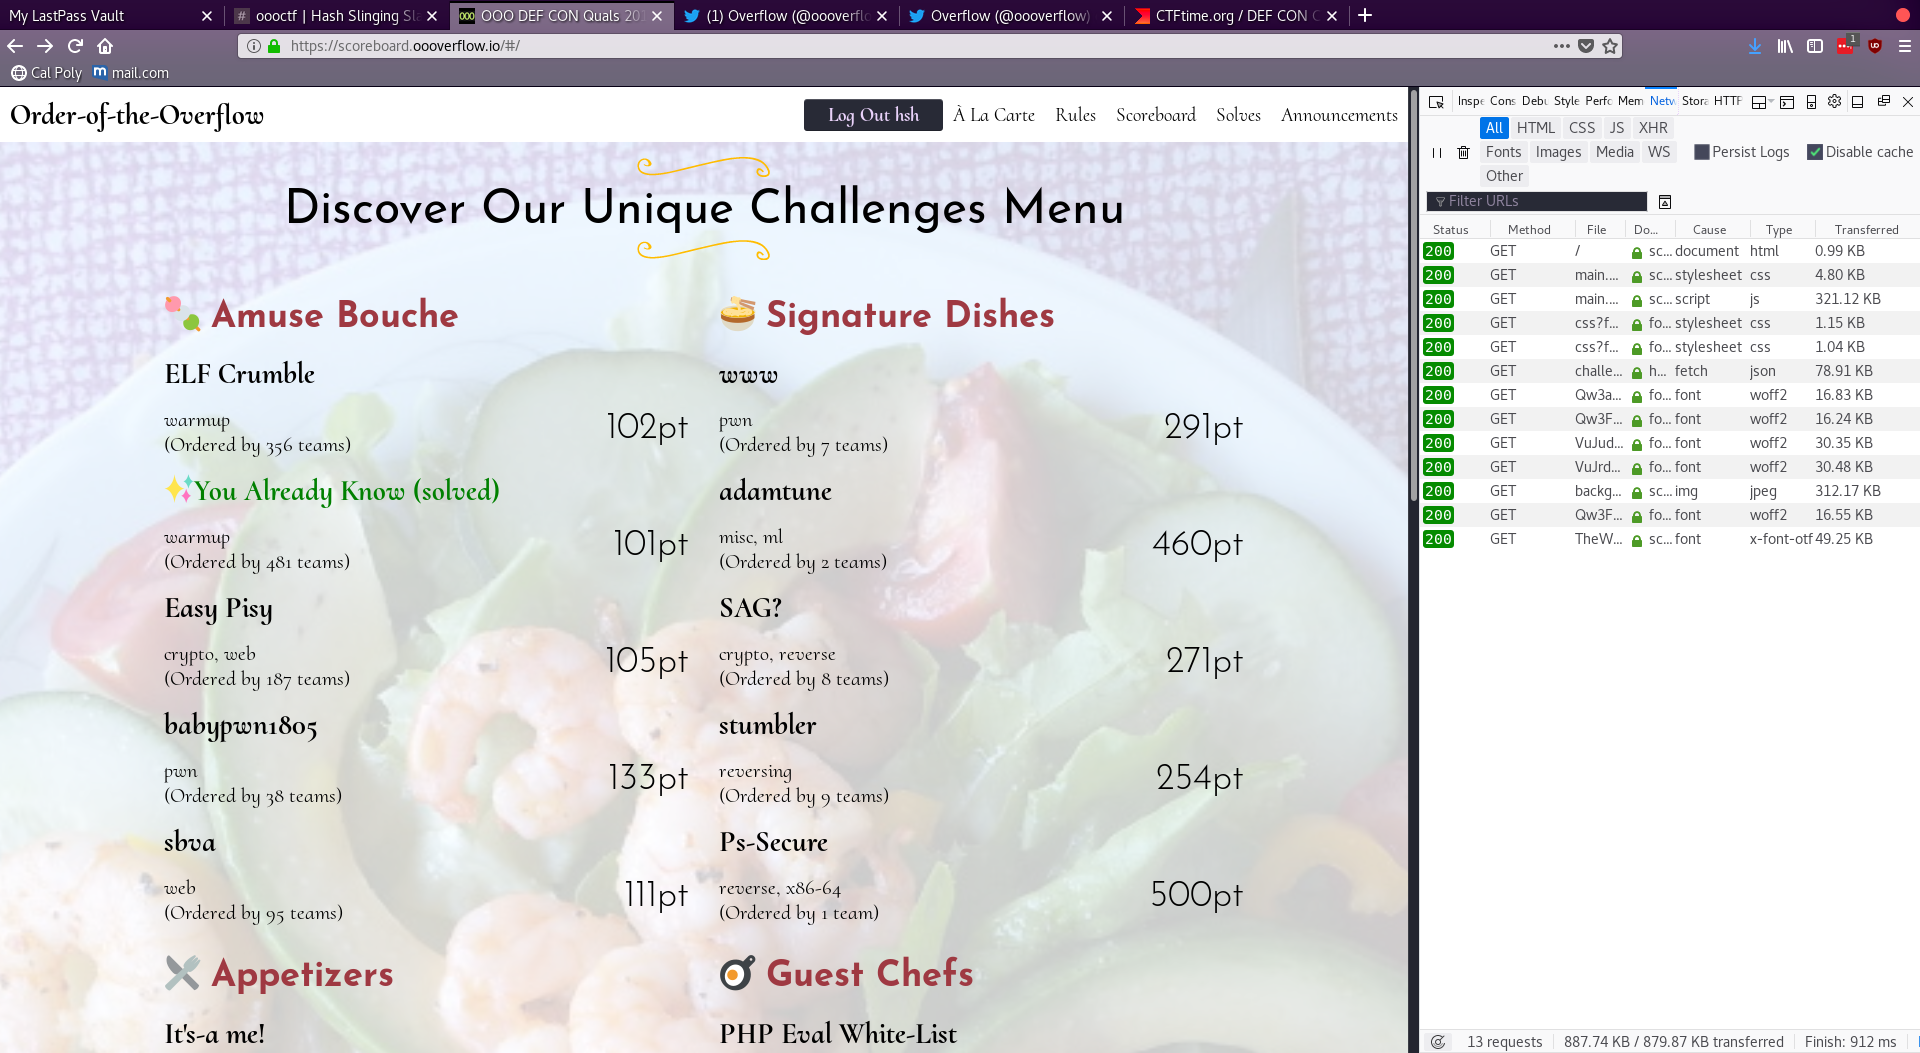 My LastPass Vault
oooctf | Hash Slinging Sla
OOO DEF CON Quals 201
(1) Overflow (@oooverflo
Overflow (@oooverflow)
CTFtime.org / DEF CON C
https://scoreboard.oooverflow.io/#/
1
Cal Poly
mail.com
Order-of-the-Overflow
Log Out hsh
À La Carte
Rules
Scoreboard
Solves
Announcements
Discover Our Unique Challenges Menu
Amuse Bouche
ELF Crumble
warmup
(Ordered by 356 teams)
102pt
You Already Know (solved)
warmup
(Ordered by 481 teams)
101pt
Easy Pisy
crypto, web
(Ordered by 187 teams)
105pt
babypwn1805
pwn
(Ordered by 38 teams)
133pt
sbva
web
(Ordered by 95 teams)
111pt
Appetizers
It's-a me!
Signature Dishes
www
pwn
(Ordered by 7 teams)
291pt
adamtune
misc, ml
(Ordered by 2 teams)
460pt
SAG?
crypto, reverse
(Ordered by 8 teams)
271pt
stumbler
reversing
(Ordered by 9 teams)
254pt
Ps-Secure
reverse, x86-64
(Ordered by 1 team)
500pt
Guest Chefs
PHP Eval White-List
Inspe Cons Debu Style Perfo Mem Netw Stora HTTP
All HTML CSS JS XHR
Fonts Images Media WS
Other
Persist Logs
Disable cache
Filter URLs
Status Method File Do... Cause Type Transferred
200 GET / sc... document html 0.99 KB
200 GET main.... sc... stylesheet css 4.80 KB
200 GET main.... sc... script js 321.12 KB
200 GET css?f... fo... stylesheet css 1.15 KB
200 GET css?f... fo... stylesheet css 1.04 KB
200 GET challe... h... fetch json 78.91 KB
200 GET Qw3a... fo... font woff2 16.83 KB
200 GET Qw3F... fo... font woff2 16.24 KB
200 GET VuJud... fo... font woff2 30.35 KB
200 GET VuJrd... fo... font woff2 30.48 KB
200 GET backg... sc... img jpeg 312.17 KB
200 GET Qw3F... fo... font woff2 16.55 KB
200 GET TheW... sc... font x-font-otf 49.25 KB
13 requests
887.74 KB / 879.87 KB transferred
Finish: 912 ms